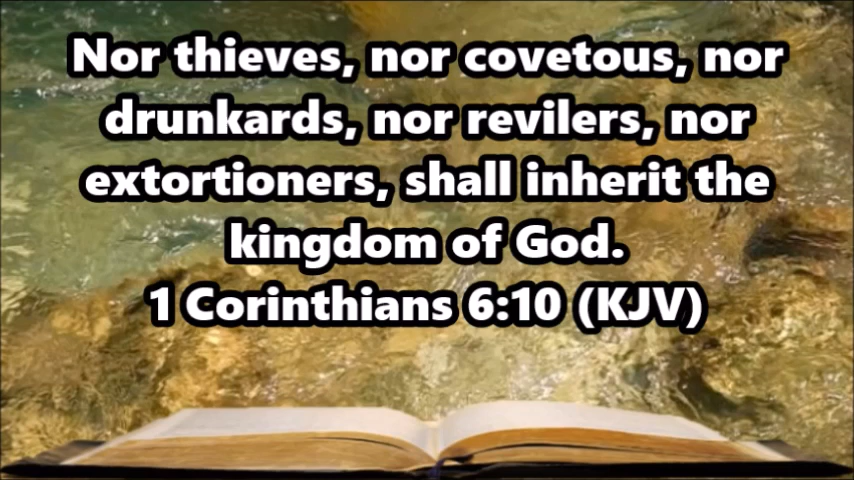 Nor thieves, nor covetous, nor
drunkards, nor revilers, nor
extortioners, shall inherit the
kingdom of God.
1 Corinthians 6:10 (KJV)